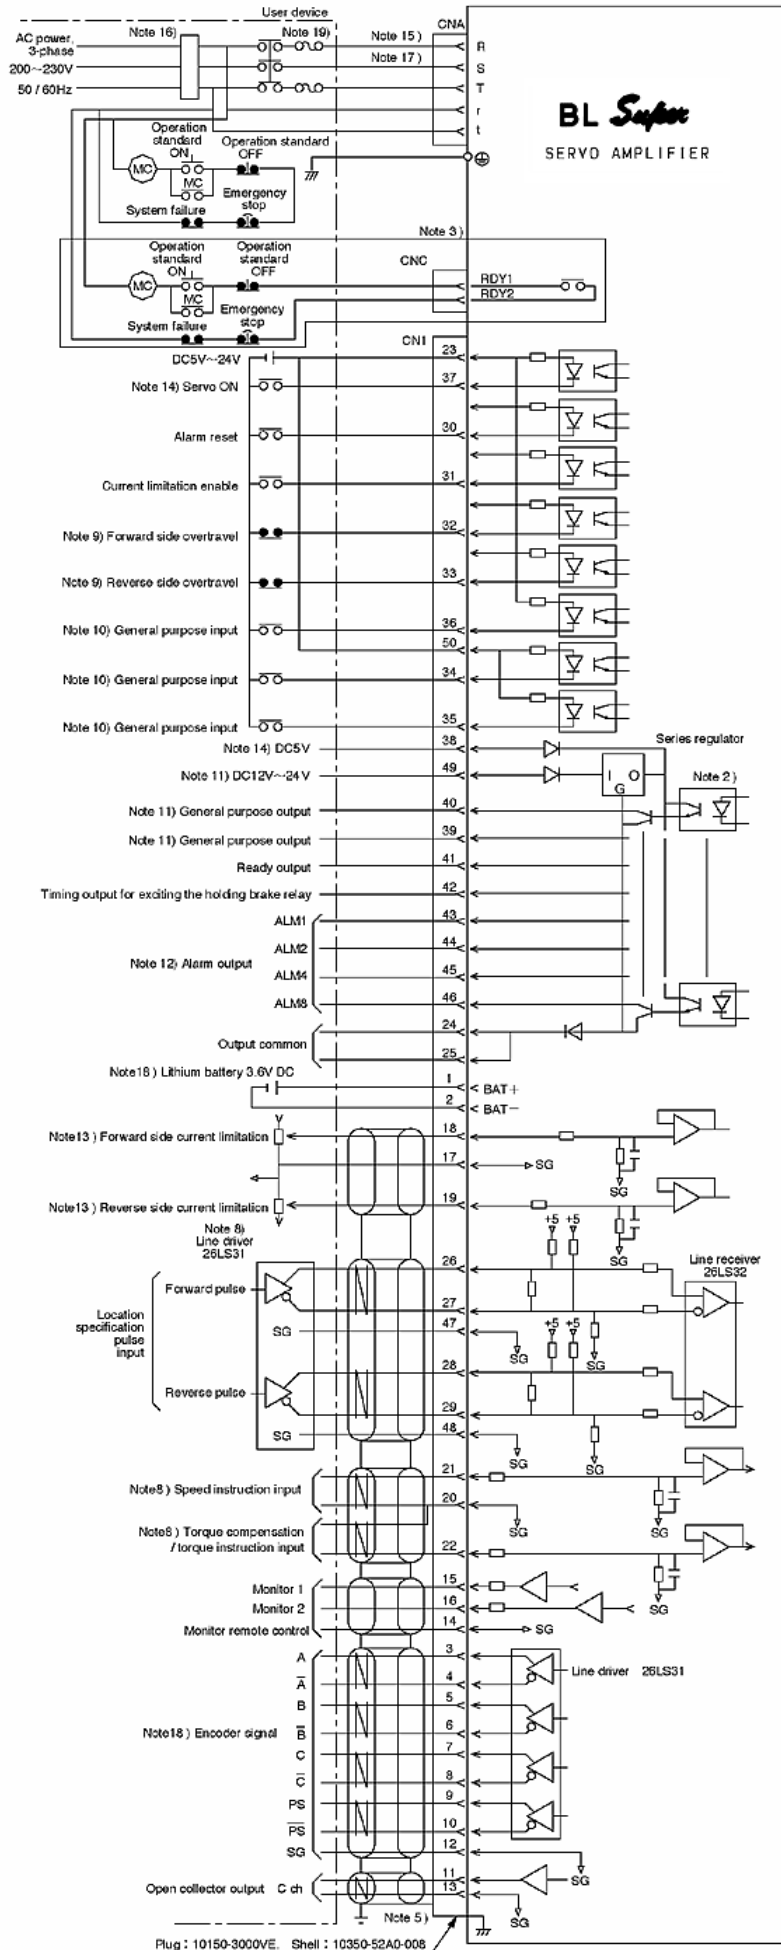 User device
CNA
AC power,
3-phase
Note 16)
Note 19)
Note 15)
R
200~230V
Note 17)
S
50 / 60Hz
T
r
t
BL Super
SERVO AMPLIFIER
Operation
standard
ON
Operation standard
OFF
MC
MC
Emergency
stop
System failure
Note 3)
Operation
standard
ON
Operation
standard
OFF
CNC
MC
MC
RDY1
RDY2
Emergency
stop
System failure
CN1
DC5V~24V
23
Note 14) Servo ON
37
Alarm reset
30
Current limitation enable
31
Note 9) Forward side overtravel
32
Note 9) Reverse side overtravel
33
Note 10) General purpose input
36
50
Note 10) General purpose input
34
Note 10) General purpose input
35
Note 14) DC5V
38
Series regulator
Note 11) DC12V~24V
49
I O
G
Note 2)
Note 11) General purpose output
40
Note 11) General purpose output
39
Ready output
41
Timing output for exciting the holding brake relay
42
ALM1
43
ALM2
44
Note 12) Alarm output
ALM4
45
ALM8
46
Output common
24
25
Note18) Lithium battery 3.6V DC
1
BAT+
2
BAT−
Note13) Forward side current limitation
18
17
SG
SG
Note13) Reverse side current limitation
19
SG
Note 8)
Line driver
26LS31
+5 +5
Line receiver
26LS32
Location
specification
pulse
input
Forward pulse
26
27
SG
47
SG
SG
+5 +5
Reverse pulse
28
29
SG
48
SG
SG
Note8) Speed instruction input
21
20
SG
SG
Note8) Torque compensation
/ torque instruction input
22
SG
Monitor 1
15
Monitor 2
16
Monitor remote control
14
SG
A
3
Line driver 26LS31
A̅
4
B
5
Note18) Encoder signal
B̅
6
C
7
C̅
8
PS
9
P̅S̅
10
SG
12
SG
Open collector output C ch
11
13
SG
Note 5)
Plug : 10150-3000VE, Shell : 10350-52A0-008